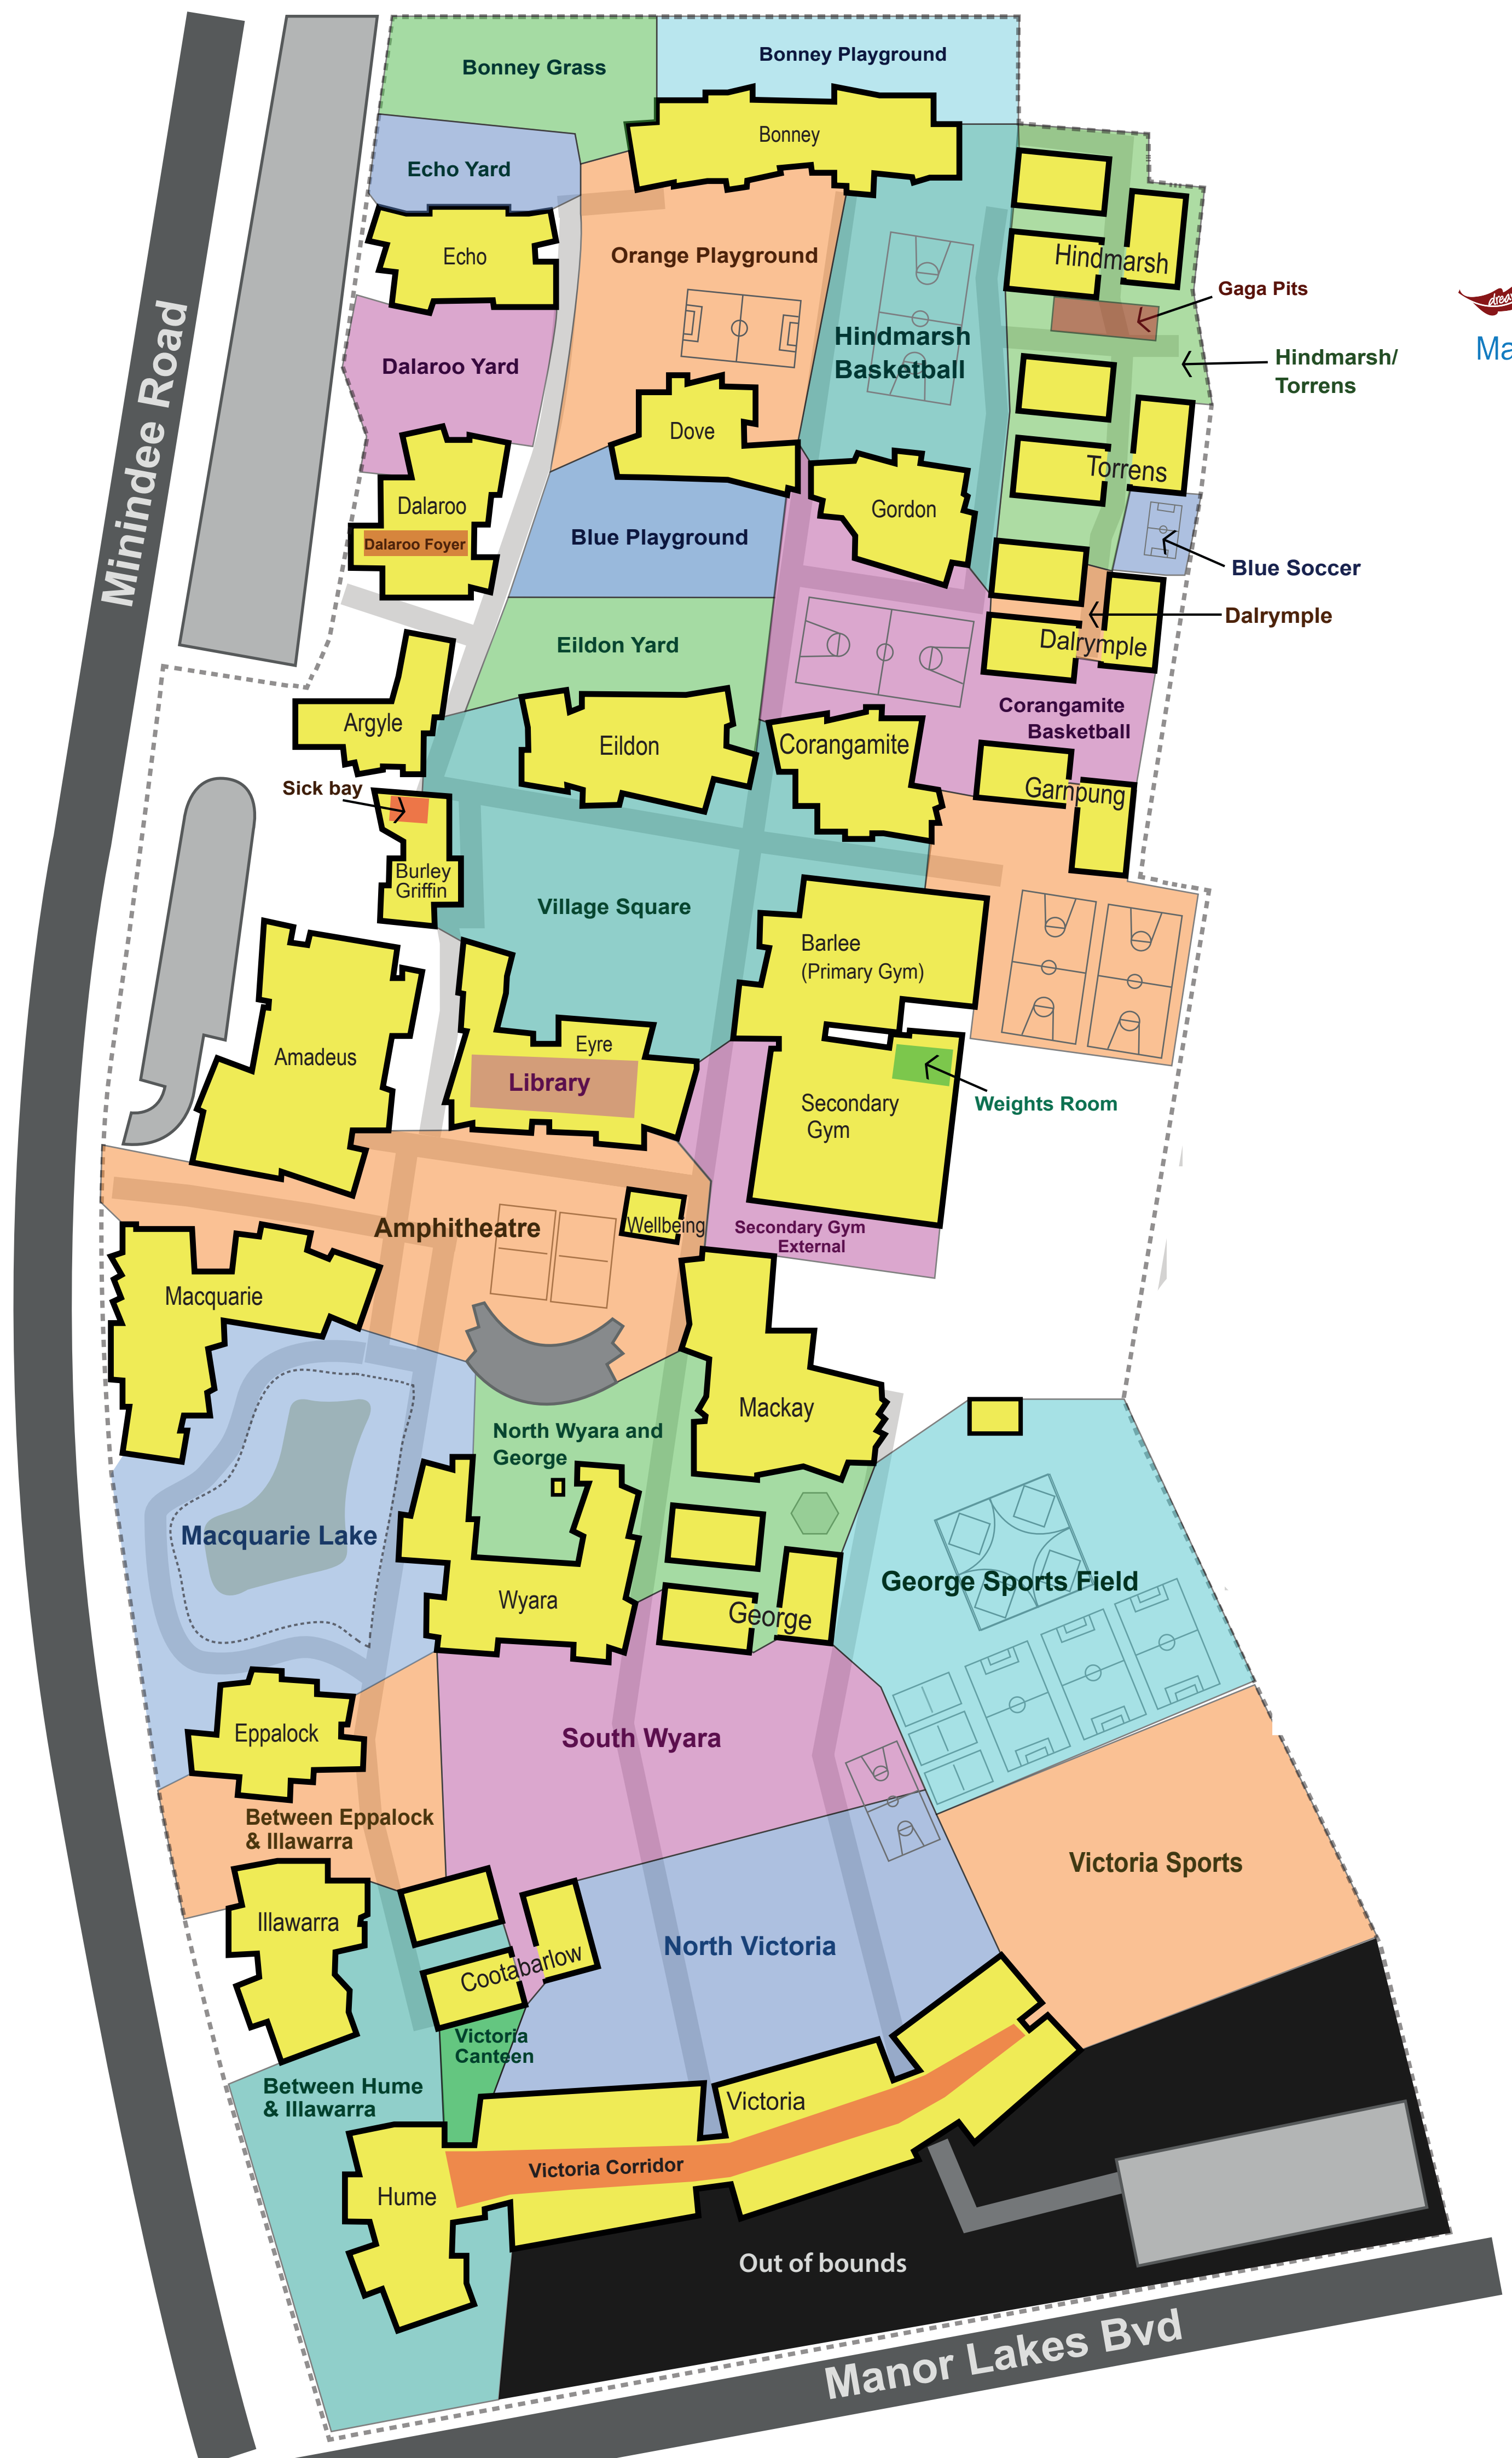 Bonney Grass
Bonney Playground
Bonney
Echo Yard
Echo
Orange Playground
Hindmarsh
Gaga Pits
dreas
Ma
Hindmarsh
Basketball
Hindmarsh/
Torrens
Dalaroo Yard
Minindee Road
Dove
Torrens
Dalaroo
Gordon
Dalaroo Foyer
Blue Playground
Blue Soccer
Dalrymple
Eildon Yard
Dalrymple
Corangamite
Basketball
Argyle
Eildon
Corangamite
Sick bay
Garnpung
Burley
Griffin
Village Square
Barlee
(Primary Gym)
Amadeus
Eyre
Library
Secondary
Gym
Weights Room
Amphitheatre
Wellbeing
Secondary Gym
External
Macquarie
Mackay
North Wyara and
George
Macquarie Lake
George Sports Field
Wyara
George
Eppalock
South Wyara
Between Eppalock
& Illawarra
Victoria Sports
Illawarra
North Victoria
Cootabarlow
Victoria
Canteen
Between Hume
& Illawarra
Victoria
Victoria Corridor
Hume
Out of bounds
Manor Lakes Bvd